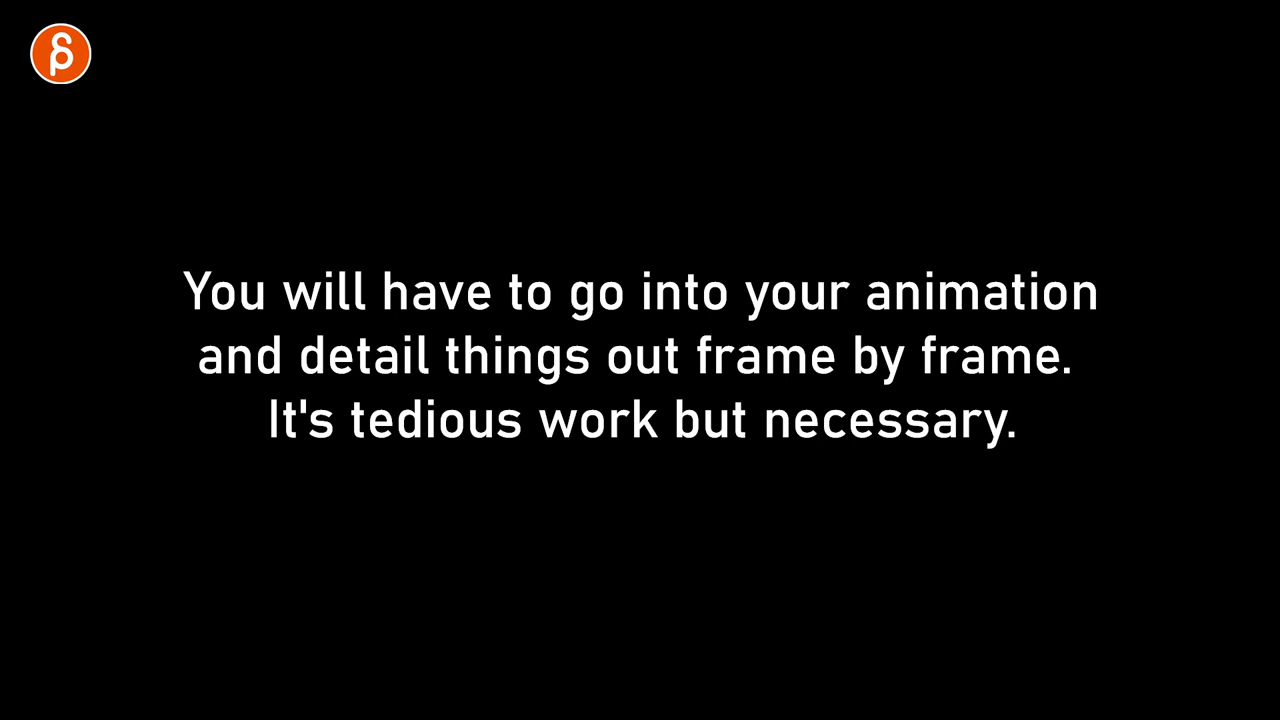 You will have to go into your animation
and detail things out frame by frame.
It's tedious work but necessary.